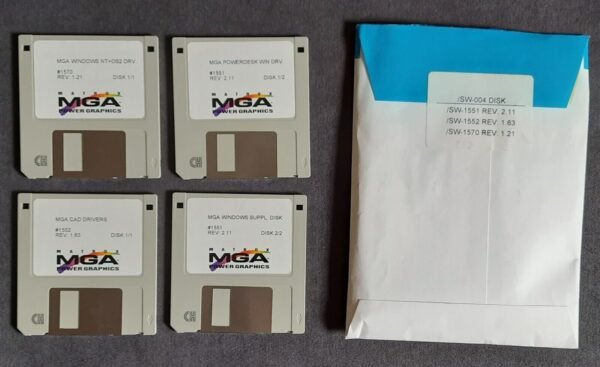 MGA WINDOWS NT+OS2 DRV.
#1570
REV: 1.21 DISK 1/1
MATROX
MGA
POWER GRAPHICS
MGA POWERDESK WIN DRV.
#1551
REV: 2.11 DISK 1/2
MATROX
MGA
POWER GRAPHICS
MGA CAD DRIVERS
#1552
REV: 1.63 DISK 1/1
MATROX
MGA
POWER GRAPHICS
MGA WINDOWS SUPPL. DISK
#1551
REV: 2.11 DISK 2/2
MATROX
MGA
POWER GRAPHICS
/SW-004 DISK
/SW-1551 REV: 2.11
/SW-1552 REV: 1.63
/SW-1570 REV: 1.21